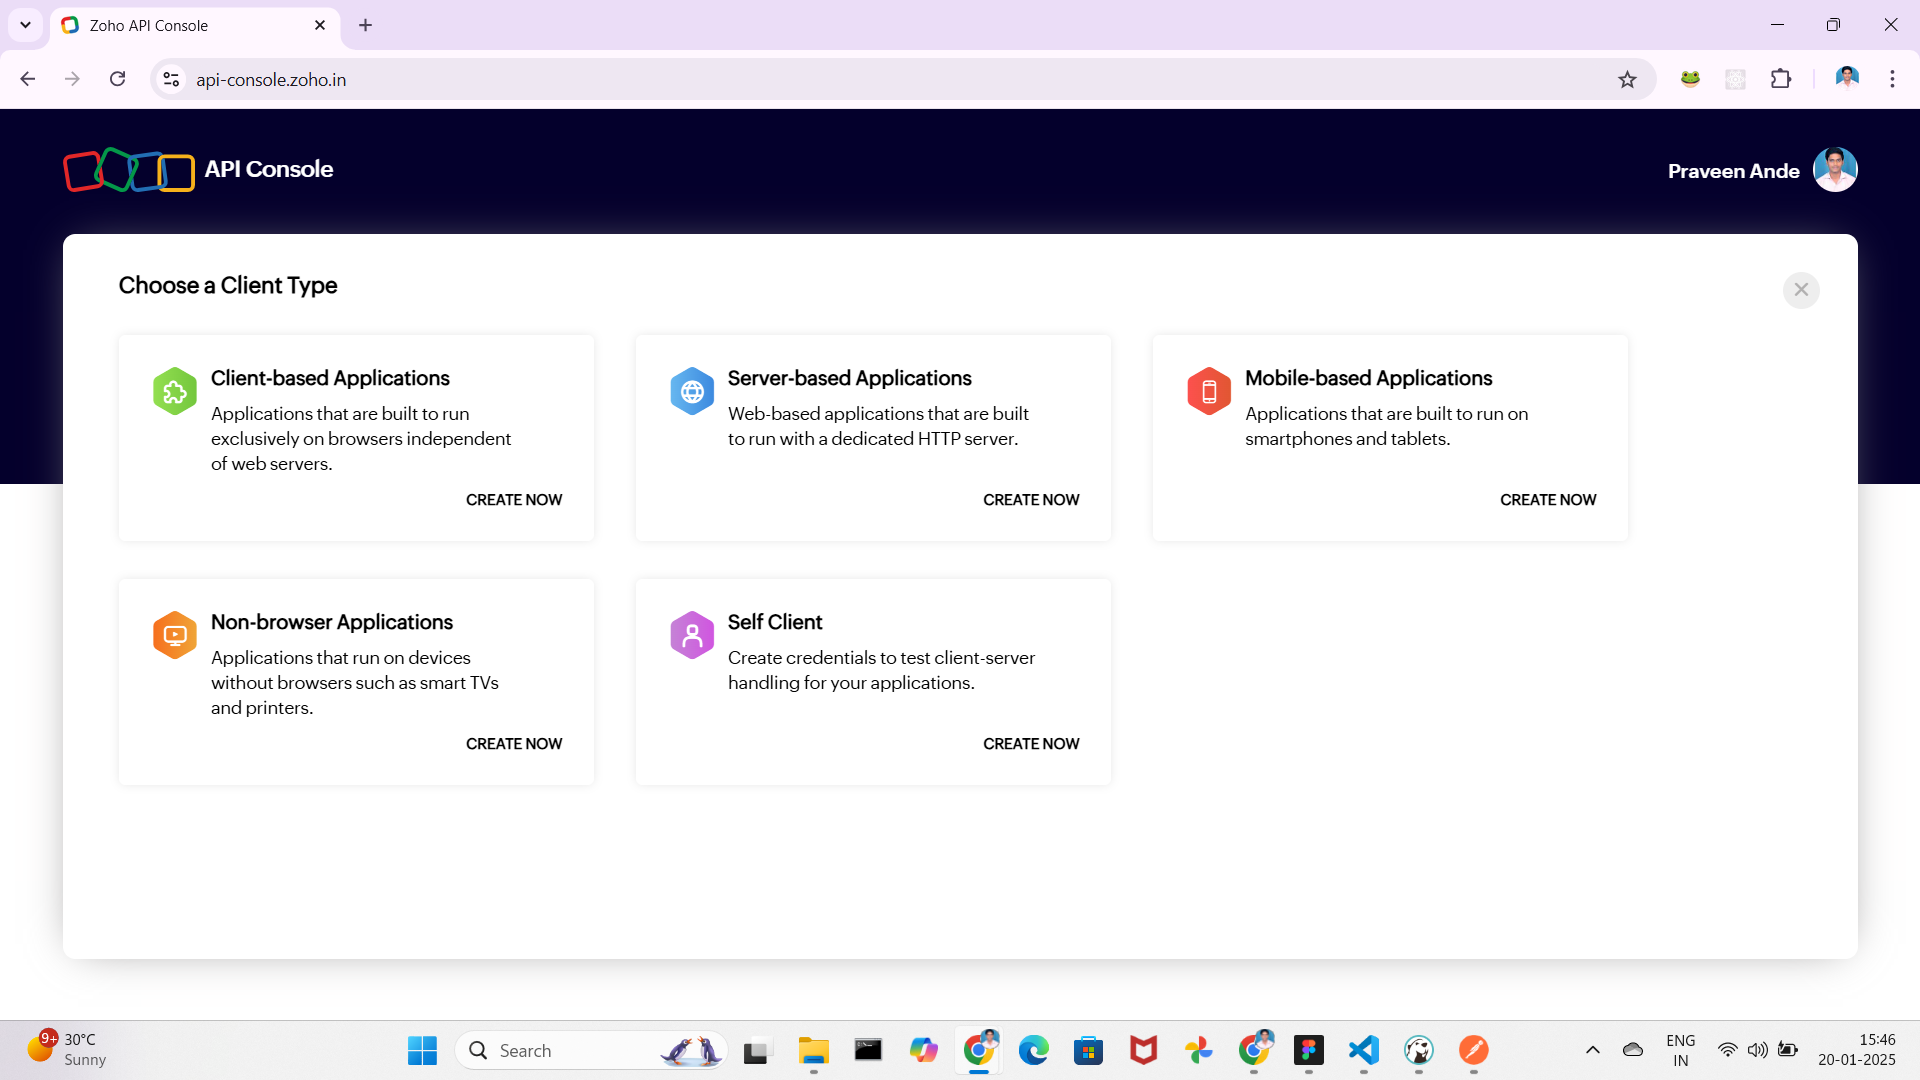 Zoho API Console
api-console.zoho.in
API Console
Praveen Ande
Choose a Client Type
Client-based Applications
Applications that are built to run
exclusively on browsers independent
of web servers.
CREATE NOW
Server-based Applications
Web-based applications that are built
to run with a dedicated HTTP server.
CREATE NOW
Mobile-based Applications
Applications that are built to run on
smartphones and tablets.
CREATE NOW
Non-browser Applications
Applications that run on devices
without browsers such as smart TVs
and printers.
CREATE NOW
Self Client
Create credentials to test client-server
handling for your applications.
CREATE NOW
9+
30°C
Sunny
Search
ENG
IN
15:46
20-01-2025